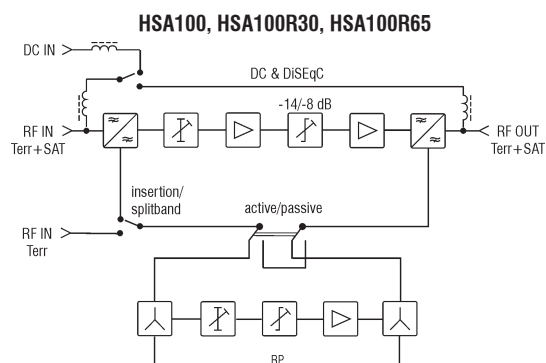 HSA100, HSA100R30, HSA100R65
DC IN
DC & DiSEqC
-14/-8 dB
RF IN
Terr+SAT
RF OUT
Terr+SAT
insertion/
splitband
active/passive
RF IN
Terr
RP